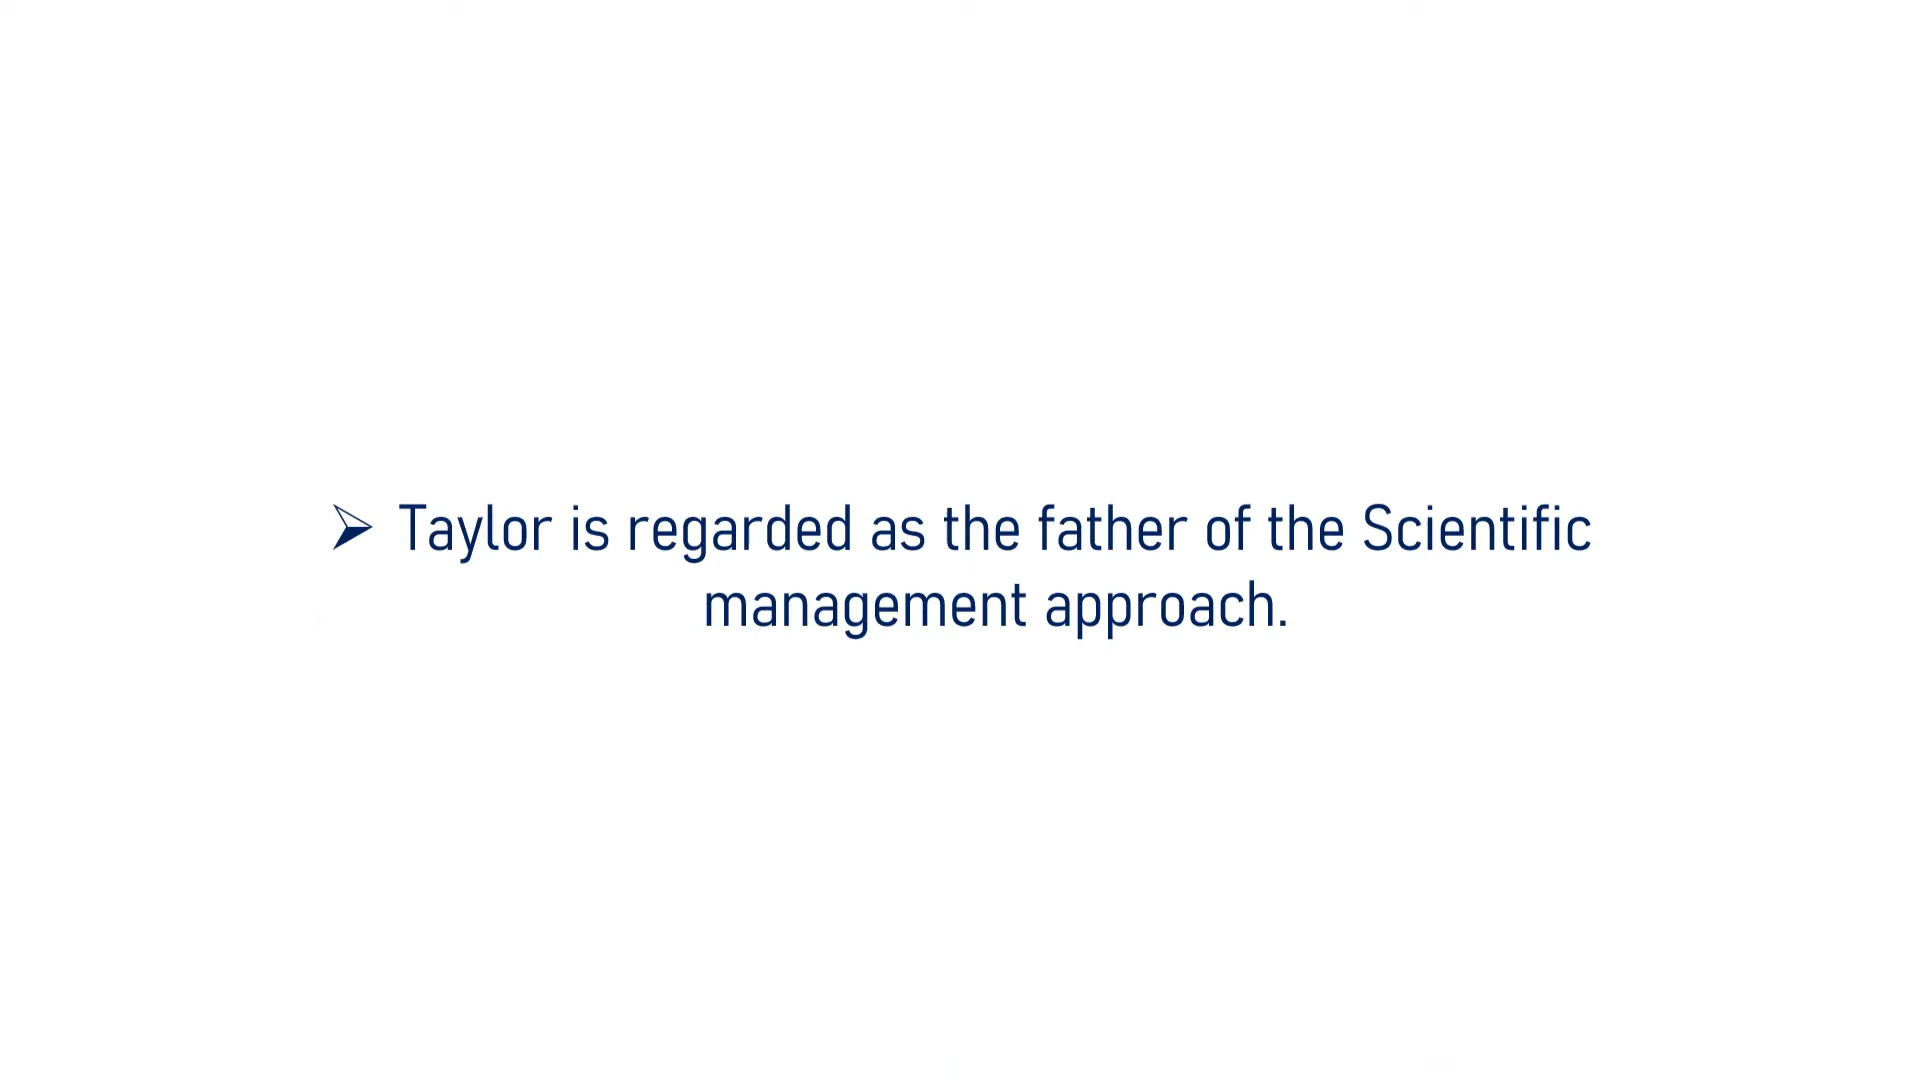 ➢ Taylor is regarded as the father of the Scientific
management approach.